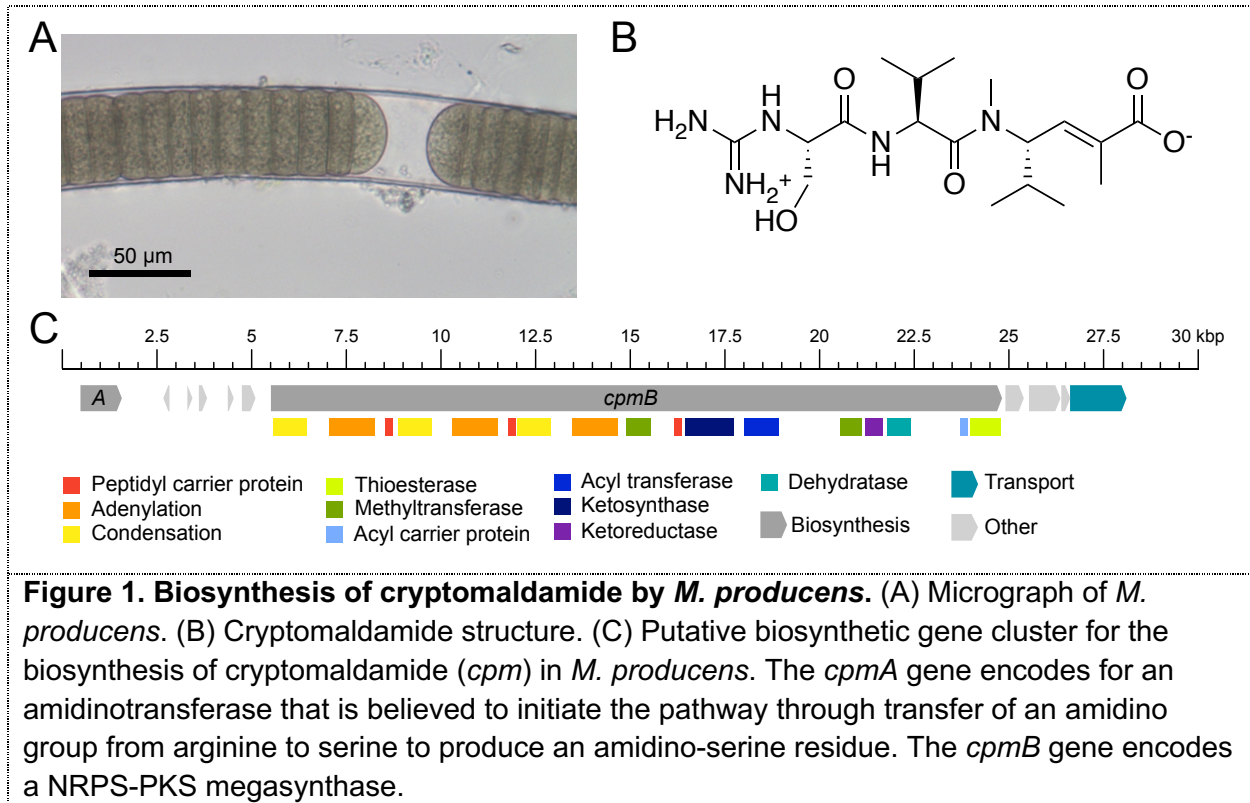 A
B
50 µm
H₂N
H
N
NH₂⁺
HO
O
N
H
O
N
O
O⁻
C
2.5 5 7.5 10 12.5 15 17.5 20 22.5 25 27.5 30 kbp
A cpmB
Peptidyl carrier protein Thioesterase Acyl transferase Dehydratase Transport
Adenylation Methyltransferase Ketosynthase Biosynthesis Other
Condensation Acyl carrier protein Ketoreductase
Figure 1. Biosynthesis of cryptomaldamide by M. producens. (A) Micrograph of M.
producens. (B) Cryptomaldamide structure. (C) Putative biosynthetic gene cluster for the
biosynthesis of cryptomaldamide (cpm) in M. producens. The cpmA gene encodes for an
amidinotransferase that is believed to initiate the pathway through transfer of an amidino
group from arginine to serine to produce an amidino-serine residue. The cpmB gene encodes
a NRPS-PKS megasynthase.